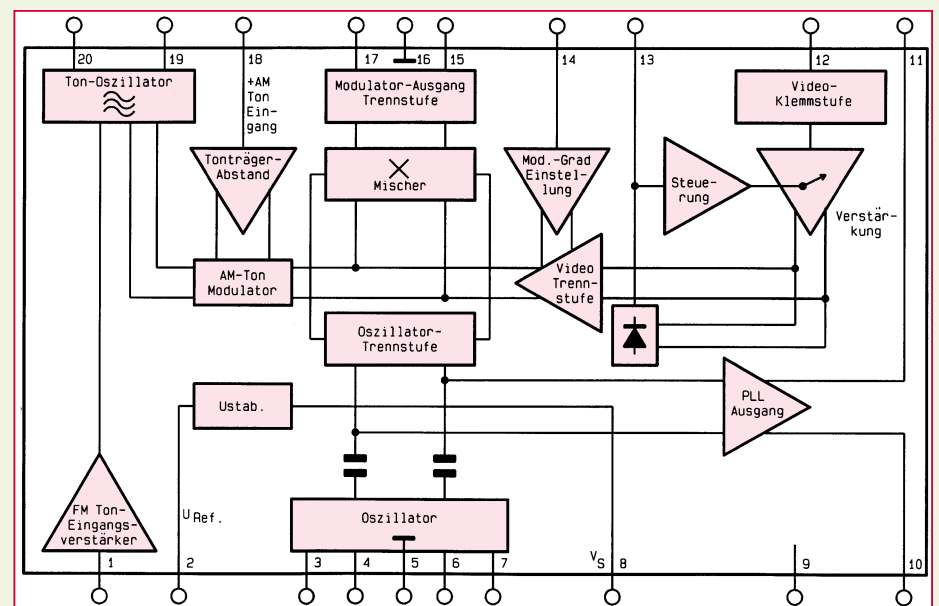 20
19
18
17
16
15
14
13
12
11
Ton-Oszillator
+AM
Ton
Ein-
gang
Modulator-Ausgang
Trennstufe
Video-
Klemmstufe
Tonträger-
Abstand
Mischer
Mod.-Grad
Einstel-
lung
Steue-
rung
Verstär-
kung
AM-Ton
Modulator
Video
Trenn-
stufe
Oszillator-
Trennstufe
Ustab.
PLL
Ausgang
FM Ton-
Eingangs-
verstärker
URef.
Oszillator
VS
1
2
3
4
5
6
7
8
9
10